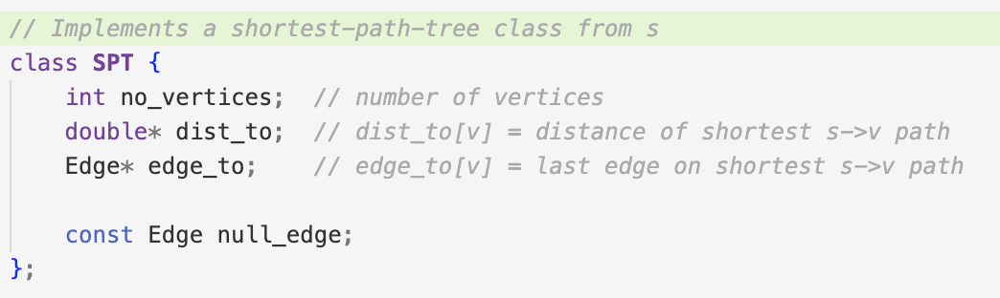 // Implements a shortest-path-tree class from s
class SPT {
    int no_vertices;  // number of vertices
    double* dist_to;  // dist_to[v] = distance of shortest s->v path
    Edge* edge_to;    // edge_to[v] = last edge on shortest s->v path

    const Edge null_edge;
};